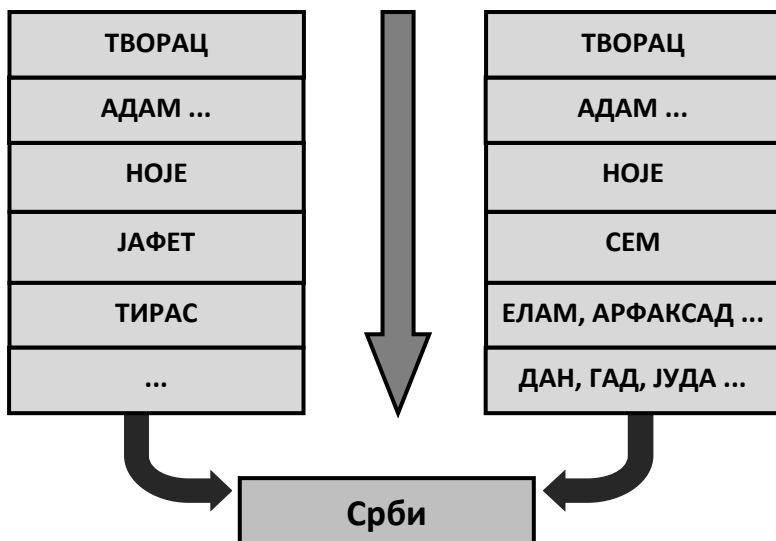 ТВОРАЦ
АДАМ ...
НОЈЕ
ЈАФЕТ
ТИРАС
...
ТВОРАЦ
АДАМ ...
НОЈЕ
СЕМ
ЕЛАМ, АРФАКСАД ...
ДАН, ГАД, ЈУДА ...
Срби